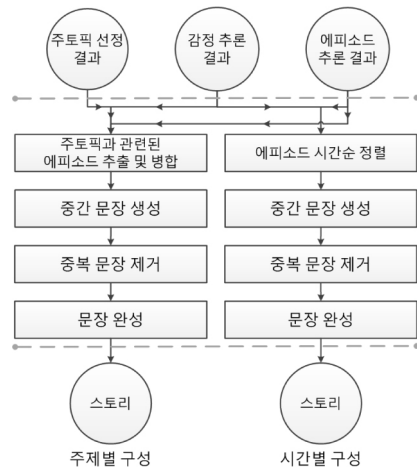 주토픽 선정
결과
감정 추론
결과
에피소드
추론 결과
주토픽과 관련된
에피소드 추출 및 병합
에피소드 시간순 정렬
중간 문장 생성
중간 문장 생성
중복 문장 제거
중복 문장 제거
문장 완성
문장 완성
스토리
스토리
주제별 구성
시간별 구성